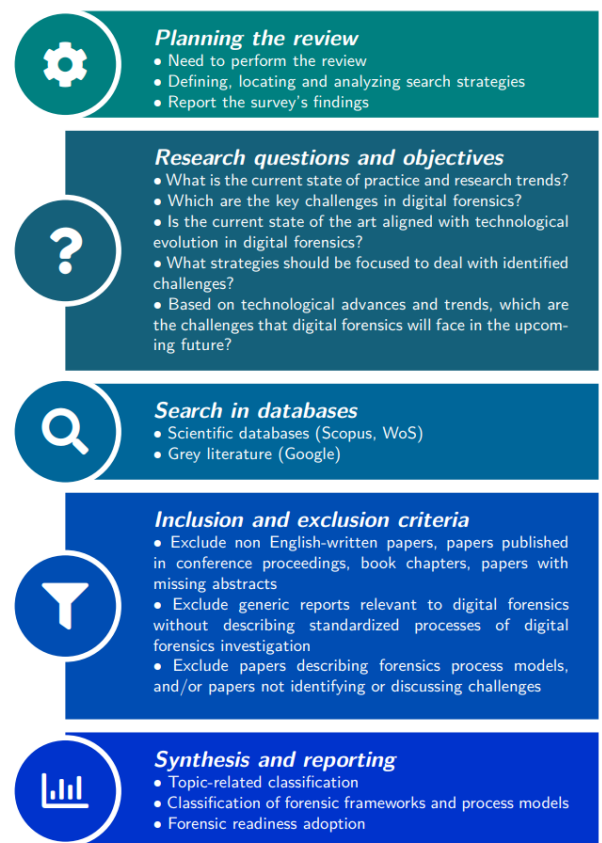 Planning the review
• Need to perform the review
• Defining, locating and analyzing search strategies
• Report the survey's findings
Research questions and objectives
• What is the current state of practice and research trends?
• Which are the key challenges in digital forensics?
• Is the current state of the art aligned with technological
evolution in digital forensics?
• What strategies should be focused to deal with identified
challenges?
• Based on technological advances and trends, which are
the challenges that digital forensics will face in the upcom-
ing future?
Search in databases
• Scientific databases (Scopus, WoS)
• Grey literature (Google)
Inclusion and exclusion criteria
• Exclude non English-written papers, papers published
in conference proceedings, book chapters, papers with
missing abstracts
• Exclude generic reports relevant to digital forensics
without describing standardized processes of digital
forensics investigation
• Exclude papers describing forensics process models,
and/or papers not identifying or discussing challenges
Synthesis and reporting
• Topic-related classification
• Classification of forensic frameworks and process models
• Forensic readiness adoption